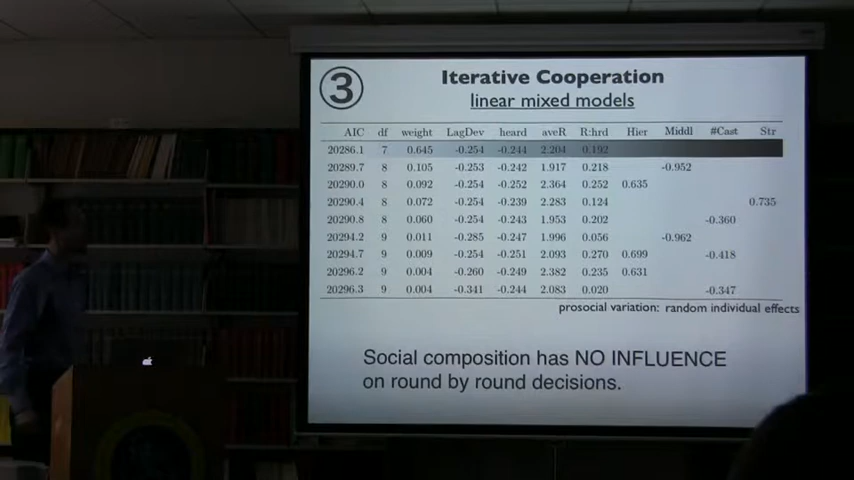 3
Iterative Cooperation
linear mixed models
AIC df weight LagDev heard aveR R:hrd Hier Middl #Cast Str
20286.1 7 0.645 -0.254 -0.244 2.204 0.192
20289.7 8 0.105 -0.253 -0.242 1.917 0.218 -0.952
20290.0 8 0.092 -0.254 -0.252 2.364 0.252 0.635
20290.4 8 0.072 -0.254 -0.239 2.283 0.124 0.735
20290.8 8 0.060 -0.254 -0.243 1.953 0.202 -0.360
20294.2 9 0.011 -0.285 -0.247 1.996 0.056 -0.962
20294.7 9 0.009 -0.254 -0.251 2.093 0.270 0.699 -0.418
20296.2 9 0.004 -0.260 -0.249 2.382 0.235 0.631
20296.3 9 0.004 -0.341 -0.244 2.083 0.020 -0.347
prosocial variation: random individual effects
Social composition has NO INFLUENCE
on round by round decisions.